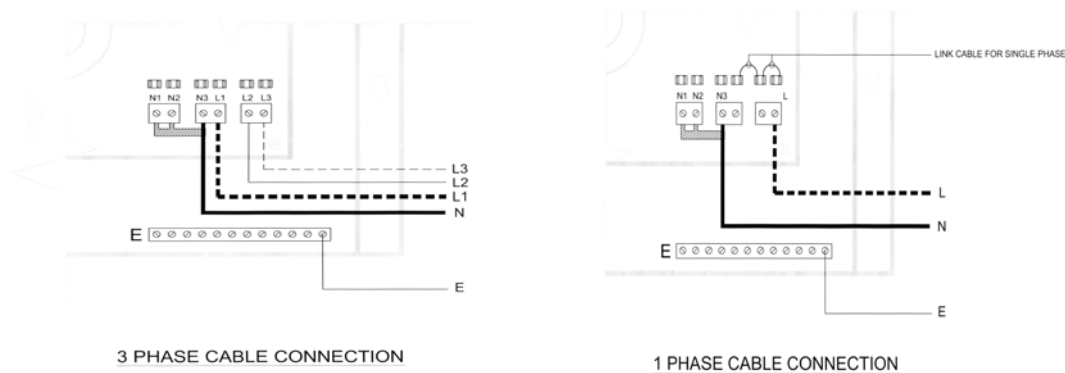 N1 N2 N3 L1 L2 L3
L3
L2
L1
N
E
E
3 PHASE CABLE CONNECTION
LINK CABLE FOR SINGLE PHASE
N1 N2 N3 L
L
N
E
E
1 PHASE CABLE CONNECTION